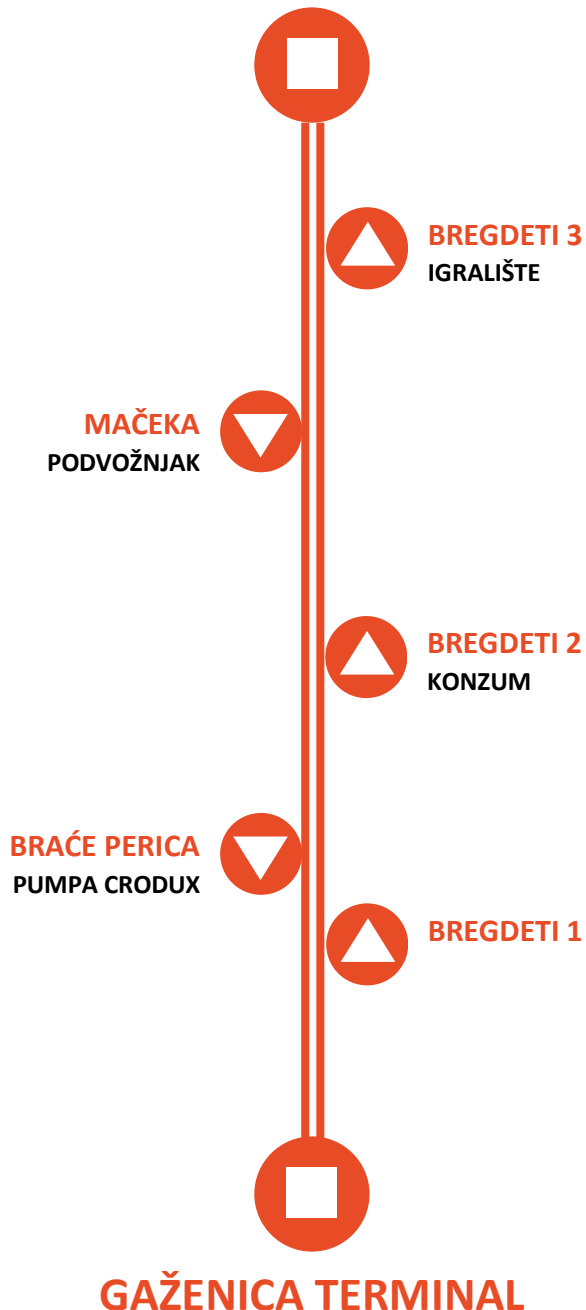 BREGDETI 3
IGRALIŠTE
MAČEKA
PODVOŽNJAK
BREGDETI 2
KONZUM
BRAĆE PERICA
PUMPA CRODUX
BREGDETI 1
GAŽENICA TERMINAL